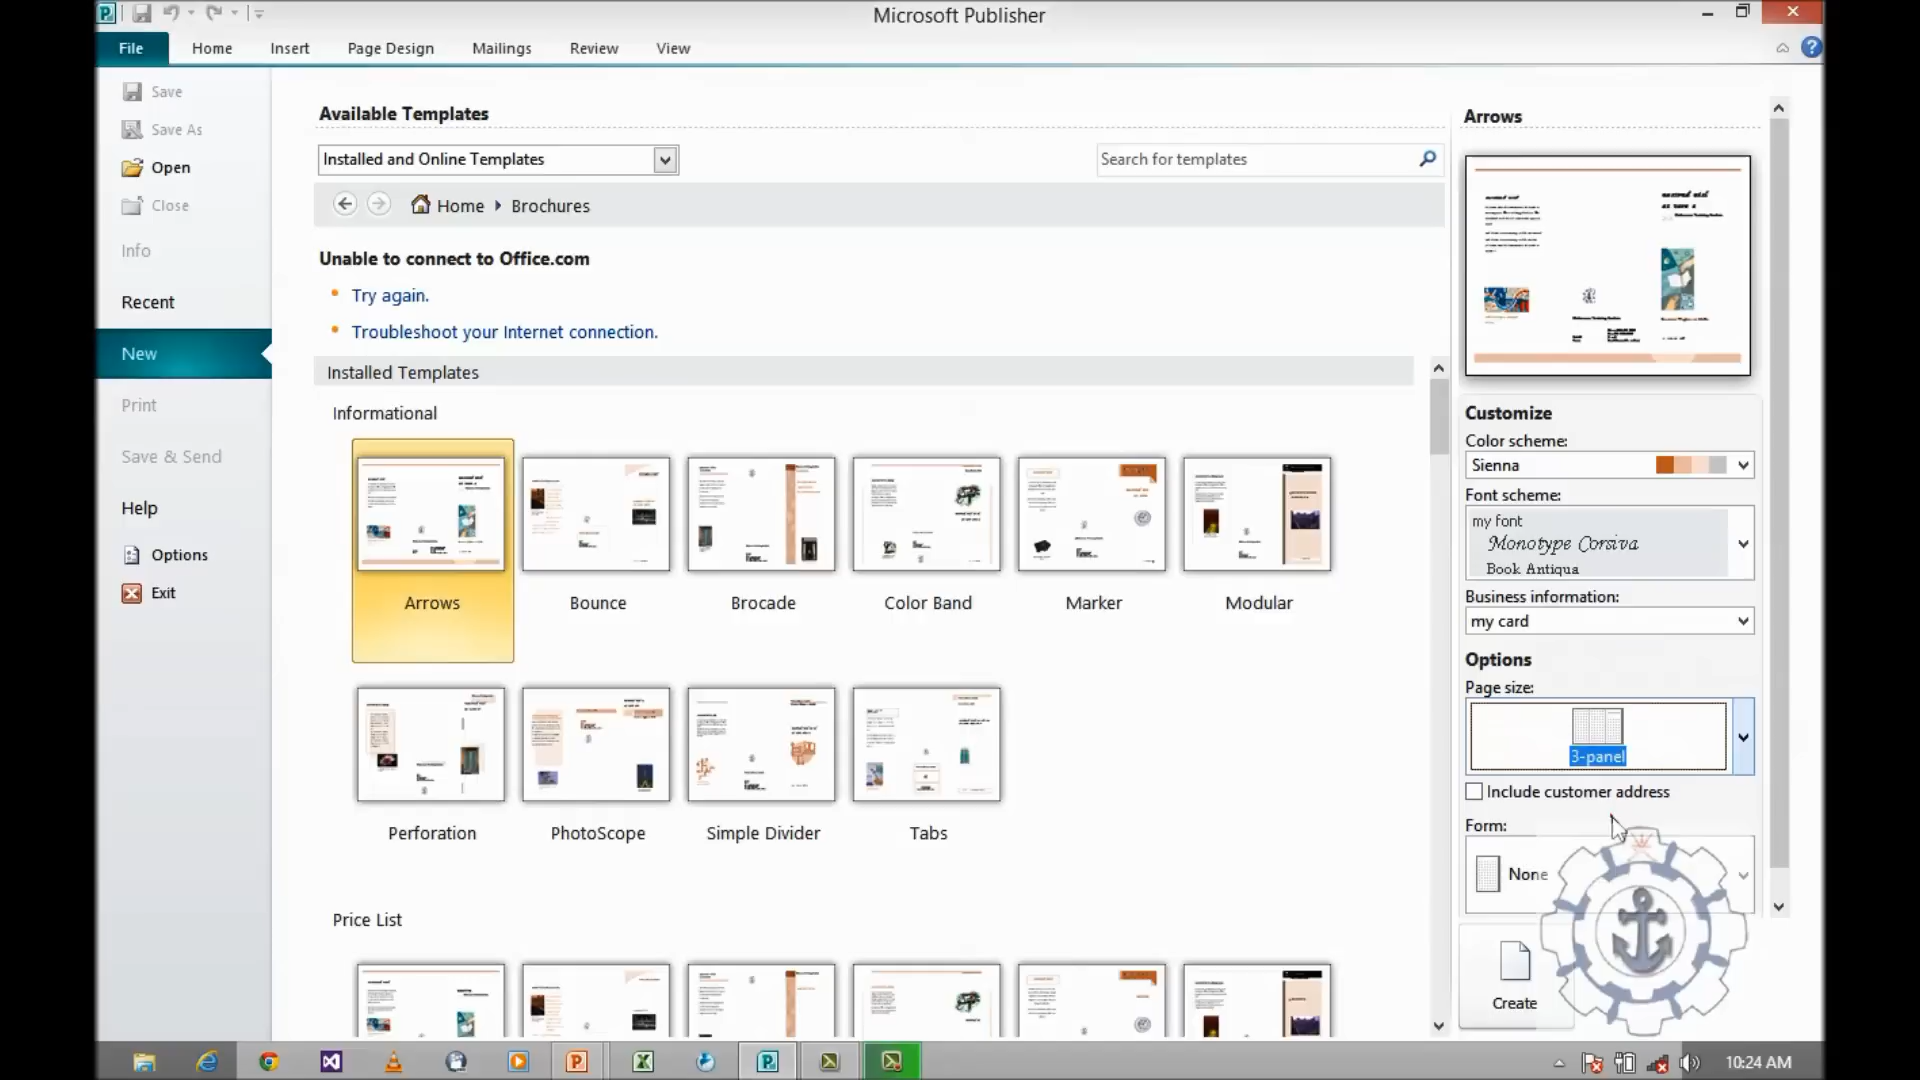 Microsoft Publisher
File Home Insert Page Design Mailings Review View
Save
Save As
Open
Close
Info
Recent
New
Print
Save & Send
Help
Options
Exit
Available Templates
Installed and Online Templates
Search for templates
Home Brochures
Unable to connect to Office.com
Try again.
Troubleshoot your Internet connection.
Installed Templates
Informational
Arrows Bounce Brocade Color Band Marker Modular
Perforation PhotoScope Simple Divider Tabs
Price List
Arrows
Customize
Color scheme:
Sienna
Font scheme:
my font
Monotype Corsiva
Book Antiqua
Business information:
my card
Options
Page size:
3-panel
Include customer address
Form:
None
Create
10:24 AM